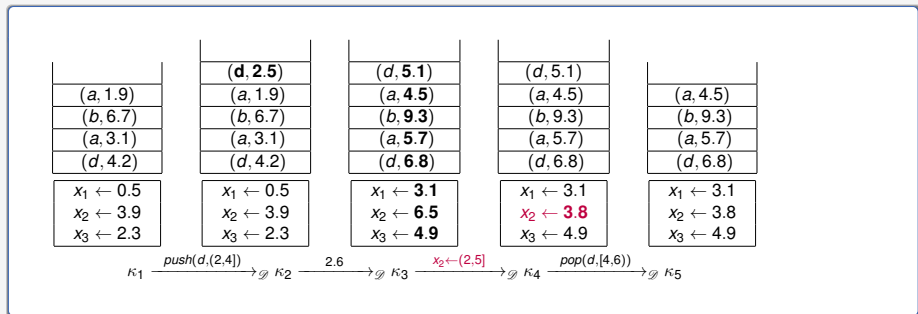 (d, 2.5) (d, 5.1) (d, 5.1)
(a, 1.9) (a, 1.9) (a, 4.5) (a, 4.5) (a, 4.5)
(b, 6.7) (b, 6.7) (b, 9.3) (b, 9.3) (b, 9.3)
(a, 3.1) (a, 3.1) (a, 5.7) (a, 5.7) (a, 5.7)
(d, 4.2) (d, 4.2) (d, 6.8) (d, 6.8) (d, 6.8)
x₁ ← 0.5 x₁ ← 0.5 x₁ ← 3.1 x₁ ← 3.1 x₁ ← 3.1
x₂ ← 3.9 x₂ ← 3.9 x₂ ← 6.5 x₂ ← 3.8 x₂ ← 3.8
x₃ ← 2.3 x₃ ← 2.3 x₃ ← 4.9 x₃ ← 4.9 x₃ ← 4.9
push(d,(2,4]) 2.6 x₂←(2,5] pop(d,[4,6))
κ₁ ⟶𝒟 κ₂ ⟶𝒟 κ₃ ⟶𝒟 κ₄ ⟶𝒟 κ₅